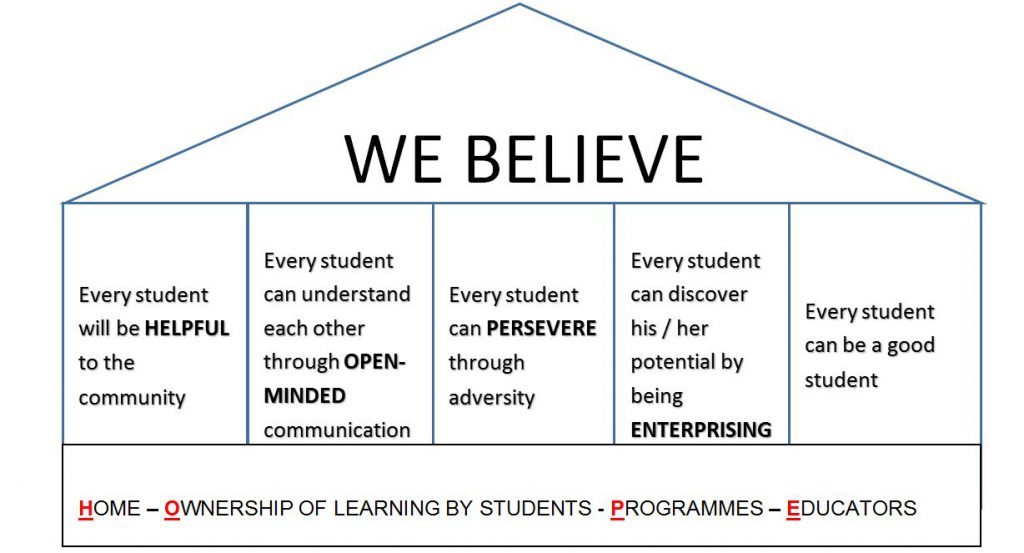 WE BELIEVE
Every student
will be HELPFUL
to the
community
Every student
can understand
each other
through OPEN-
MINDED
communication
Every student
can PERSEVERE
through
adversity
Every student
can discover
his / her
potential by
being
ENTERPRISING
Every student
can be a good
student
HOME – OWNERSHIP OF LEARNING BY STUDENTS - PROGRAMMES – EDUCATORS